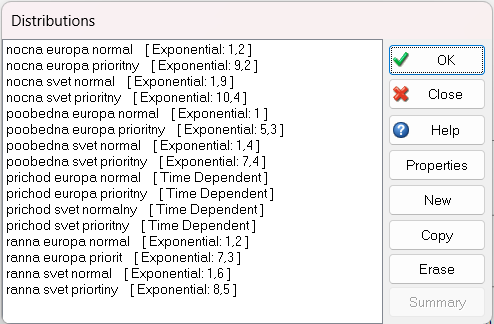 Distributions
nocna europa normal [ Exponential: 1,2 ]
nocna europa prioritny [ Exponential: 9,2 ]
nocna svet normal [ Exponential: 1,9 ]
nocna svet prioritny [ Exponential: 10,4 ]
poobedna europa normal [ Exponential: 1 ]
poobedna europa prioritny [ Exponential: 5,3 ]
poobedna svet normal [ Exponential: 1,4 ]
poobedna svet prioritny [ Exponential: 7,4 ]
prichod europa normal [ Time Dependent ]
prichod europa prioritny [ Time Dependent ]
prichod svet normalny [ Time Dependent ]
prichod svet prioritny [ Time Dependent ]
ranna europa normal [ Exponential: 1,2 ]
ranna europa priorit [ Exponential: 7,3 ]
ranna svet normal [ Exponential: 1,6 ]
ranna svet priortiny [ Exponential: 8,5 ]
OK
Close
Help
Properties
New
Copy
Erase
Summary